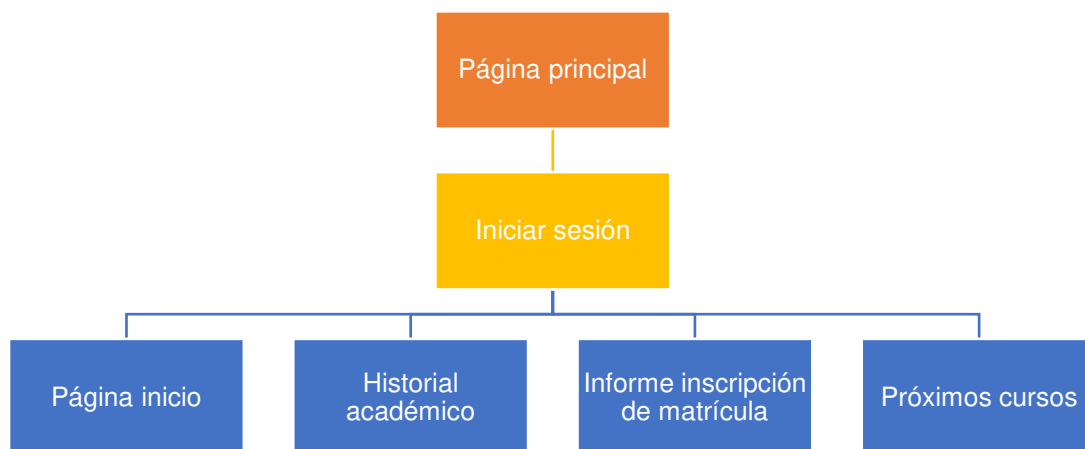 Página principal
Iniciar sesión
Página inicio
Historial
académico
Informe inscripción
de matrícula
Próximos cursos